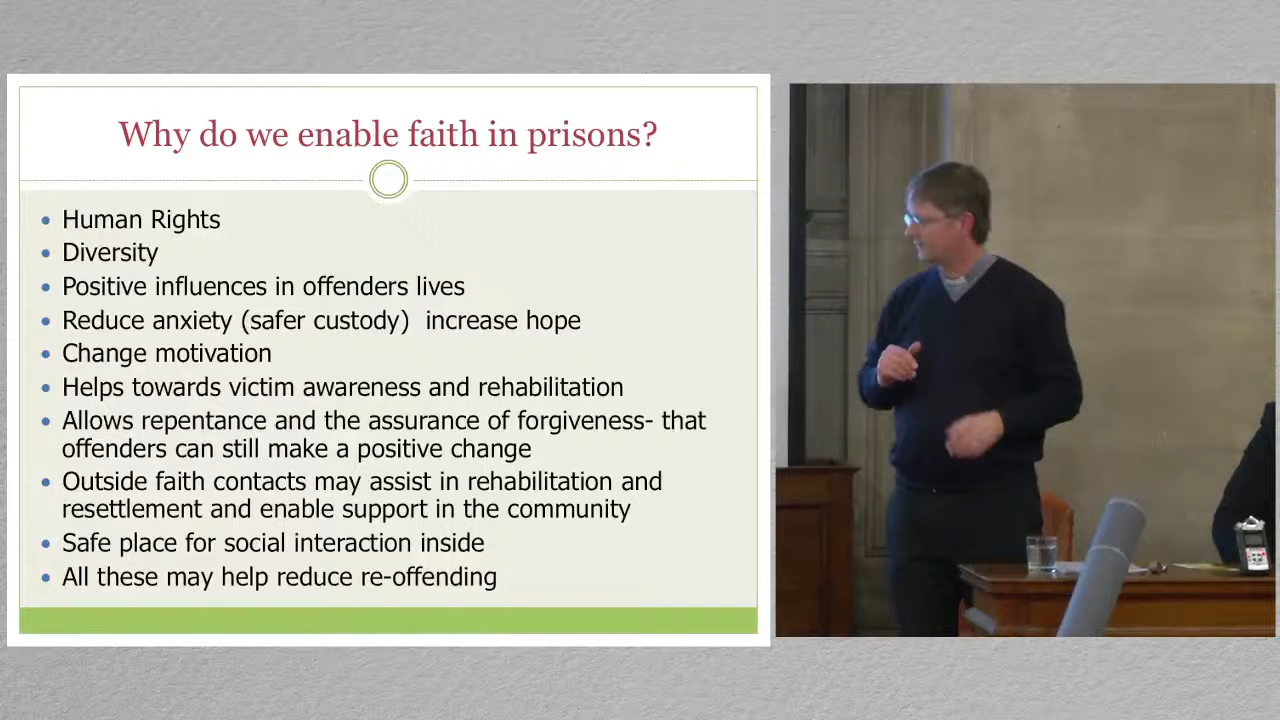 Why do we enable faith in prisons?
• Human Rights
• Diversity
• Positive influences in offenders lives
• Reduce anxiety (safer custody)  increase hope
• Change motivation
• Helps towards victim awareness and rehabilitation
• Allows repentance and the assurance of forgiveness- that
offenders can still make a positive change
• Outside faith contacts may assist in rehabilitation and
resettlement and enable support in the community
• Safe place for social interaction inside
• All these may help reduce re-offending